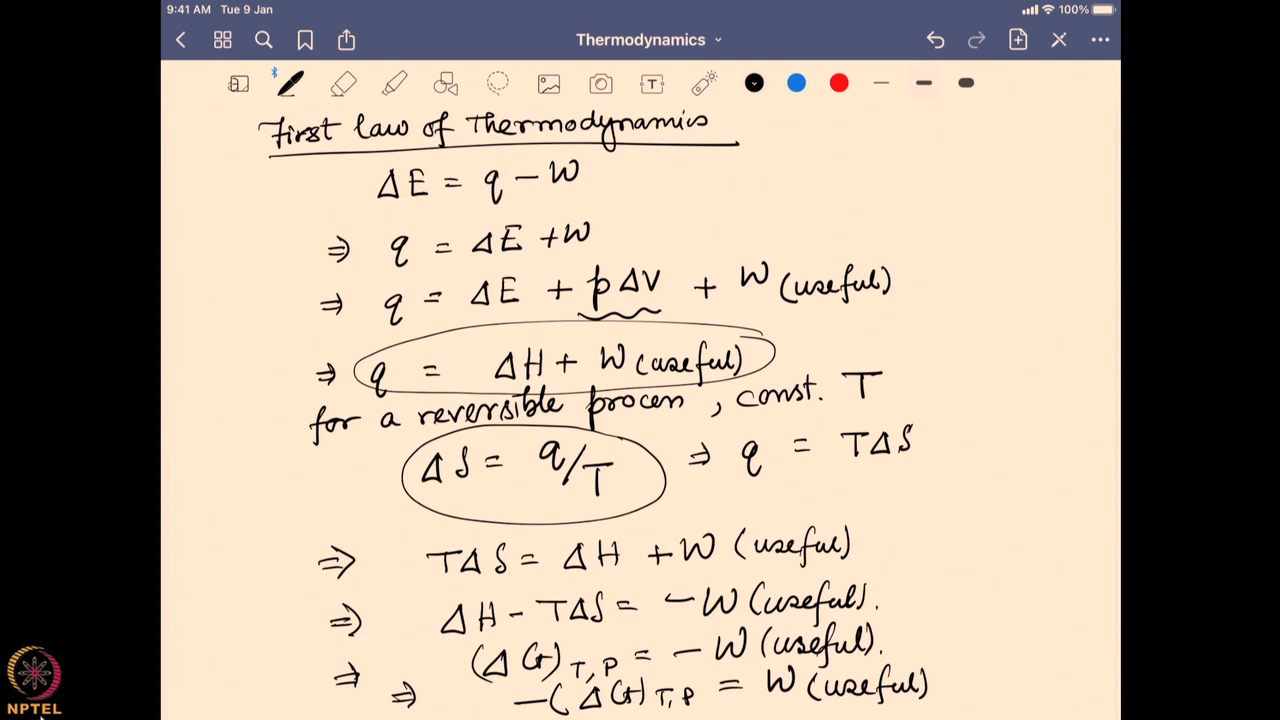 9:41 AM Tue 9 Jan
100%
Thermodynamics
T
First law of Thermodynamics
ΔE = q - W
⇒ q = ΔE + W
⇒ q = ΔE + pΔV + W (useful)
⇒ q = ΔH + W (useful)
for a reversible process, const. T
ΔS = q/T ⇒ q = TΔS
⇒ TΔS = ΔH + W (useful)
⇒ ΔH - TΔS = -W (useful).
⇒ (ΔG)T,P = -W (useful).
⇒ -(ΔG)T,P = W (useful)
NPTEL